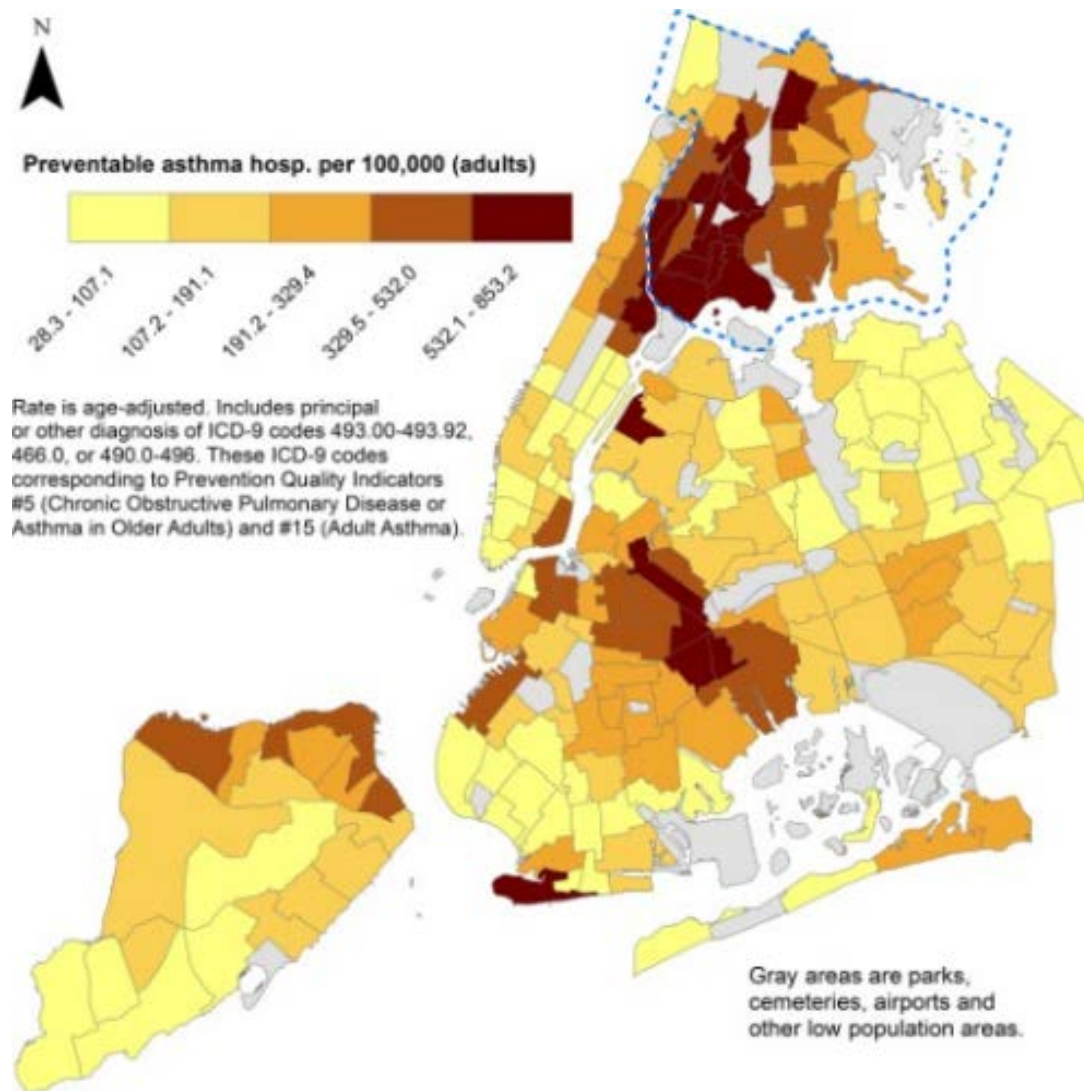 N
Preventable asthma hosp. per 100,000 (adults)
28.3 - 107.1
107.2 - 191.1
191.2 - 329.4
329.5 - 532.0
532.1 - 853.2
Rate is age-adjusted. Includes principal
or other diagnosis of ICD-9 codes 493.00-493.92,
466.0, or 490.0-496. These ICD-9 codes
corresponding to Prevention Quality Indicators
#5 (Chronic Obstructive Pulmonary Disease or
Asthma in Older Adults) and #15 (Adult Asthma).
Gray areas are parks,
cemeteries, airports and
other low population areas.